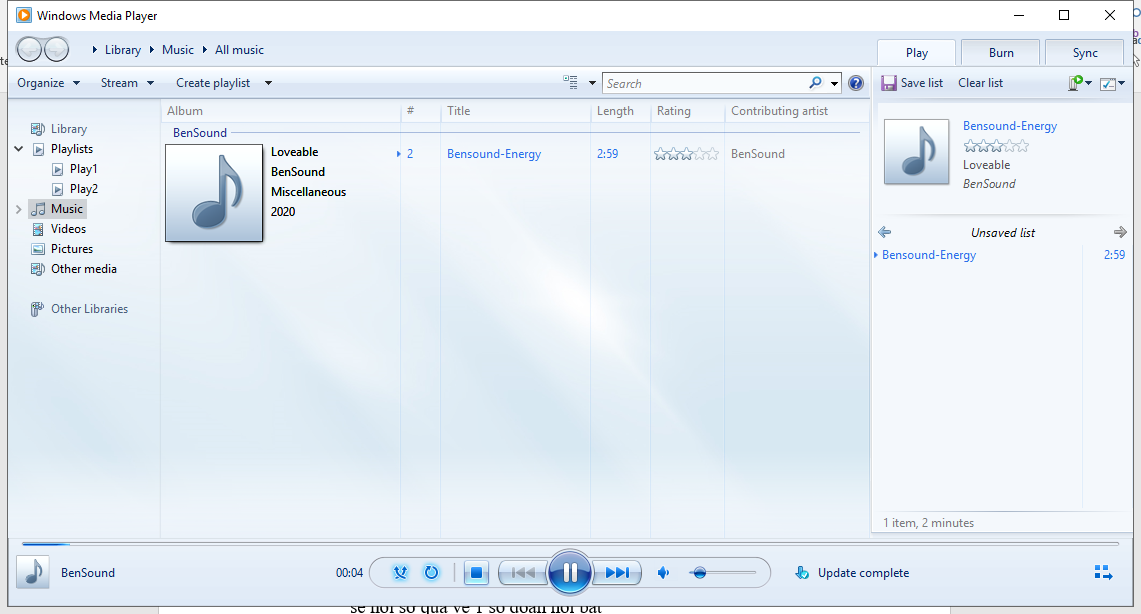 Windows Media Player
Library Music All music
Play Burn Sync
Organize Stream Create playlist Search Save list Clear list
Album # Title Length Rating Contributing artist
Library
Playlists
Play1
Play2
Music
Videos
Pictures
Other media
Other Libraries
BenSound
Loveable
BenSound
Miscellaneous
2020
2 Bensound-Energy 2:59 BenSound
Bensound-Energy
Loveable
BenSound
Unsaved list
Bensound-Energy 2:59
1 item, 2 minutes
BenSound 00:04 Update complete